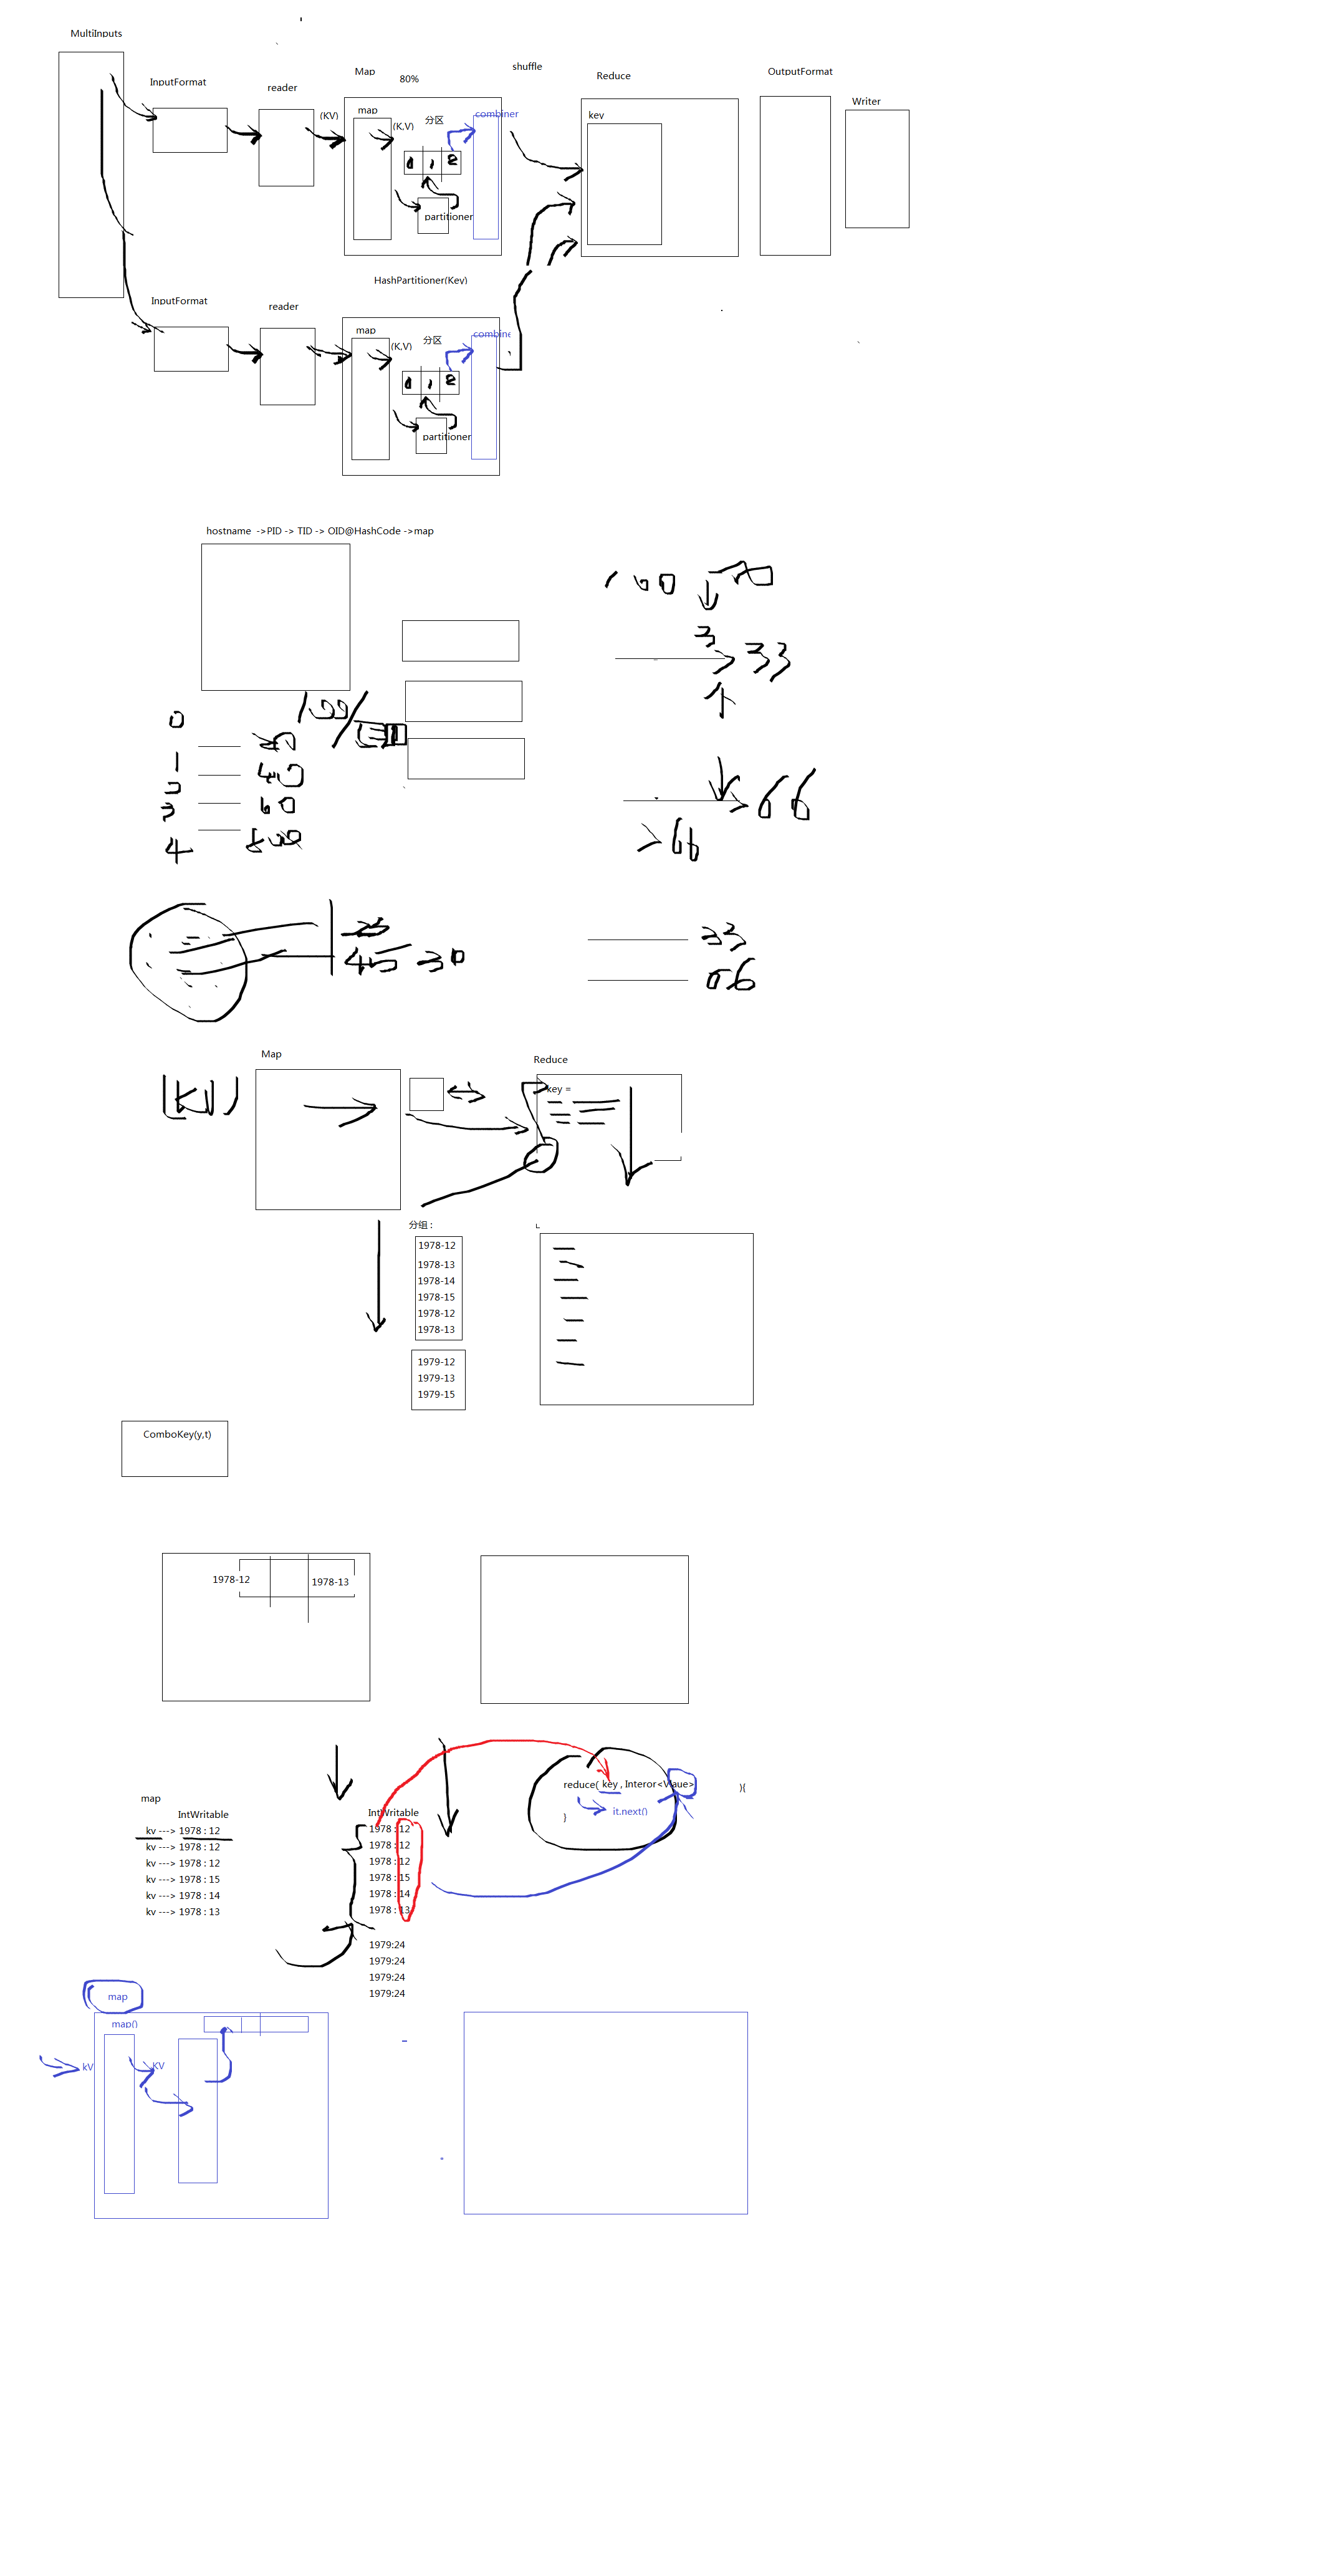 MultiInputs
InputFormat
reader
(KV)
Map
80%
map
(K,V)
分区
combiner
0 1 2
partitioner
shuffle
Reduce
key
OutputFormat
Writer
HashPartitioner(Key)
InputFormat
reader
map
(K,V)
分区
combine
0 1 2
partitioner
hostname ->PID -> TID -> OID@HashCode ->map
100
3
>33
0
1
2
3
4
100/
20
40
60
>66
>66
45 30
33
66
Map
Reduce
(KV)
key =
分组 :
1978-12
1978-13
1978-14
1978-15
1978-12
1978-13
1979-12
1979-13
1979-15
ComboKey(y,t)
1978-12
1978-13
reduce( key , Interor<Vlaue> ){
it.next()
}
map
IntWritable
kv ---> 1978 : 12
kv ---> 1978 : 12
kv ---> 1978 : 12
kv ---> 1978 : 15
kv ---> 1978 : 14
kv ---> 1978 : 13
IntWritable
1978 : 12
1978 : 12
1978 : 12
1978 : 15
1978 : 14
1978 : 13
1979:24
1979:24
1979:24
1979:24
map
map()
kV
KV